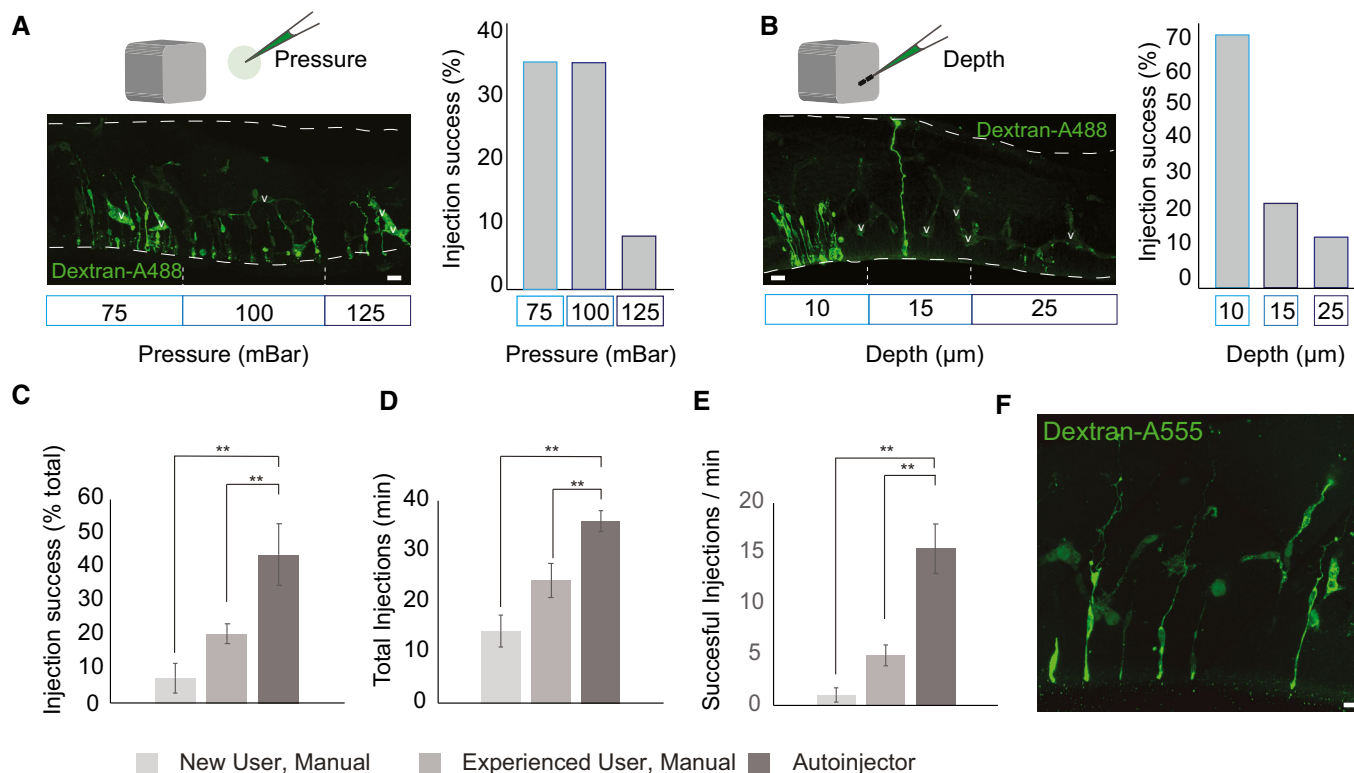 A
Pressure
Dextran-A488
75 100 125
Pressure (mBar)
Injection success (%)
40
30
20
10
0
75 100 125
Pressure (mBar)
B
Depth
Dextran-A488
10 15 25
Depth (µm)
Injection success (%)
70
60
50
40
30
20
10
0
10 15 25
Depth (µm)
C
Injection success (% total)
60
50
40
30
20
10
0
**
**
D
Total Injections (min)
40
30
20
10
0
**
**
E
Succesful Injections / min
20
15
10
5
0
**
**
F
Dextran-A555
New User, Manual
Experienced User, Manual
Autoinjector